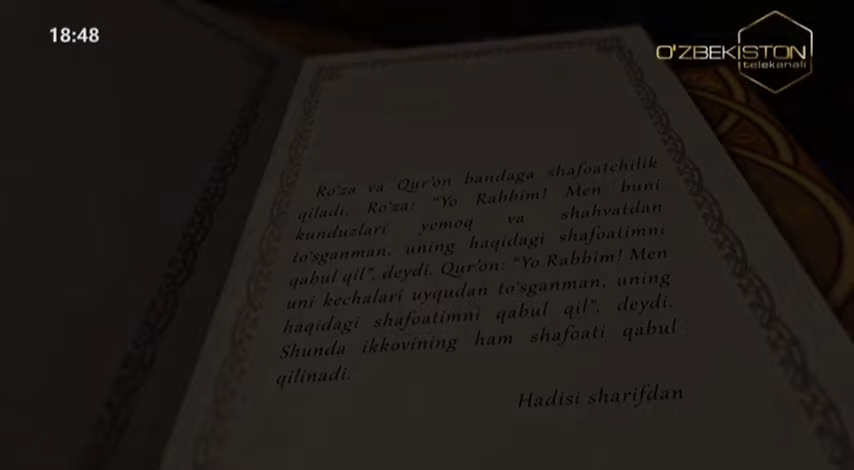 18:48
O'ZBEKISTON
telekanali
Ro'za va Qur'on bandaga shafoatchilik
qiladi. Ro'za: "Yo Rabbim! Men buni
kunduzlari yemoq va shahvatdan
to'sganman, uning haqidagi shafoatimni
qabul qil", deydi. Qur'on: "Yo Rabbim! Men
uni kechalari uyqudan to'sganman, uning
haqidagi shafoatimni qabul qil", deydi.
Shunda ikkovining ham shafoati qabul
qilinadi.
Hadisi sharifdan